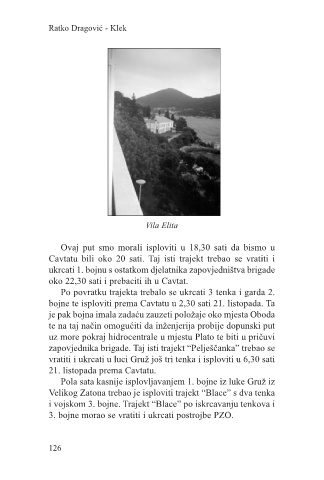 Ratko Dragović - Klek
Vila Elita
Ovaj put smo morali isploviti u 18,30 sati da bismo u
Cavtatu bili oko 20 sati. Taj isti trajekt trebao se vratiti i
ukrcati 1. bojnu s ostatkom djelatnika zapovjedništva brigade
oko 22,30 sati i prebaciti ih u Cavtat.
Po povratku trajekta trebalo se ukrcati 3 tenka i garda 2.
bojne te isploviti prema Cavtatu u 2,30 sati 21. listopada. Ta
je pak bojna imala zadaću zauzeti položaje oko mjesta Oboda
te na taj način omogućiti da inženjerija probije dopunski put
uz more pokraj hidrocentrale u mjestu Plato te biti u pričuvi
zapovjednika brigade. Taj isti trajekt “Pelješčanka” trebao se
vratiti i ukrcati u luci Gruž još tri tenka i isploviti u 6,30 sati
21. listopada prema Cavtatu.
Pola sata kasnije isplovljavanjem 1. bojne iz luke Gruž iz
Velikog Zatona trebao je isploviti trajekt “Blace” s dva tenka
i vojskom 3. bojne. Trajekt “Blace” po iskrcavanju tenkova i
3. bojne morao se vratiti i ukrcati postrojbe PZO.
126